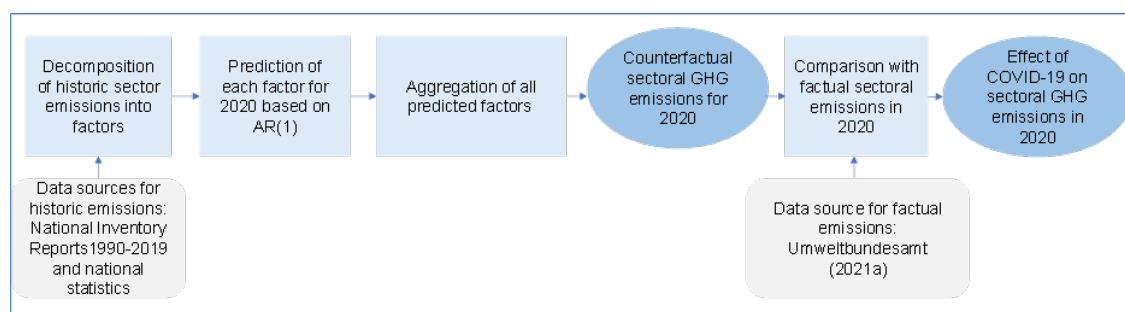 Decomposition
of historic sector
emissions into
factors
Prediction of
each factor for
2020 based on
AR(1)
Aggregation of all
predicted factors
Counterfactual
sectoral GHG
emissions for
2020
Comparison with
factual sectoral
emissions in
2020
Effect of
COVID-19 on
sectoral GHG
emissions in
2020
Data sources for
historic emissions:
National Inventory
Reports1990-2019
and national
statistics
Data source for factual
emissions:
Umweltbundesamt
(2021a)